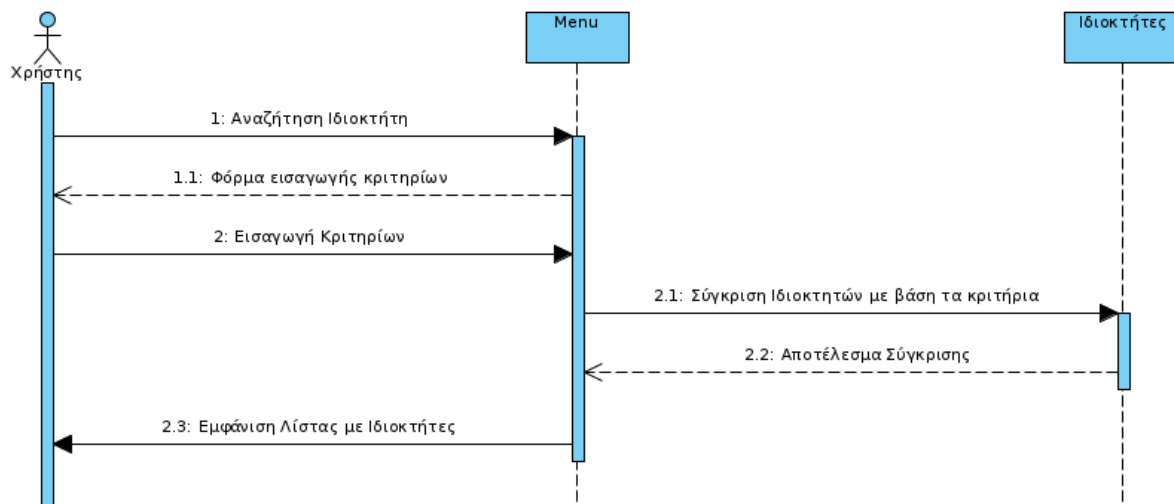 Χρήστης
Menu
Ιδιοκτήτες
1: Αναζήτηση Ιδιοκτήτη
1.1: Φόρμα εισαγωγής κριτηρίων
2: Εισαγωγή Κριτηρίων
2.1: Σύγκριση Ιδιοκτητών με βάση τα κριτήρια
2.2: Αποτέλεσμα Σύγκρισης
2.3: Εμφάνιση Λίστας με Ιδιοκτήτες